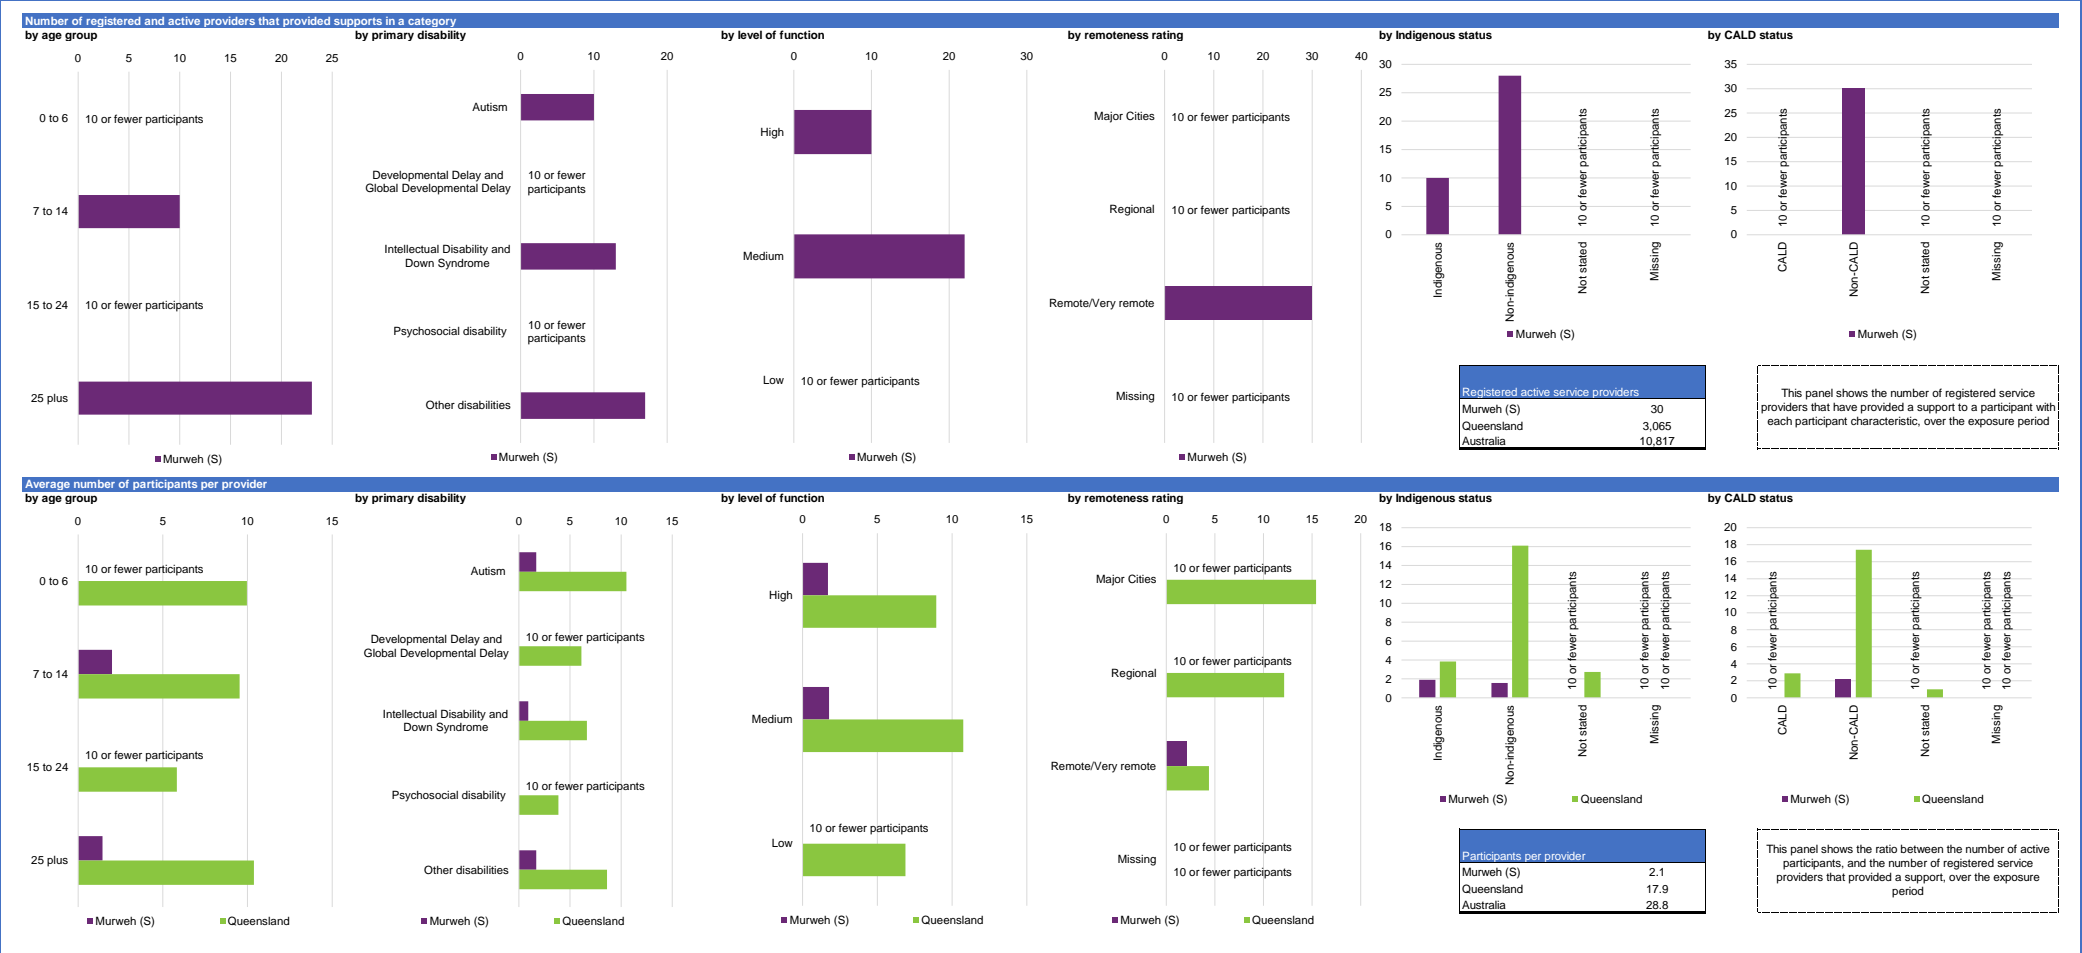 Number of registered and active providers that provided supports in a category
by age group
0 5 10 15 20 25
0 to 6
10 or fewer participants
7 to 14
15 to 24
10 or fewer participants
25 plus
Murweh (S)
by primary disability
0 10 20
Autism
Developmental Delay and
Global Developmental Delay
10 or fewer
participants
Intellectual Disability and
Down Syndrome
Psychosocial disability
10 or fewer
participants
Other disabilities
Murweh (S)
by level of function
0 10 20 30
High
Medium
Low
10 or fewer participants
Murweh (S)
by remoteness rating
0 10 20 30 40
Major Cities
10 or fewer participants
Regional
10 or fewer participants
Remote/Very remote
Missing
10 or fewer participants
Murweh (S)
by Indigenous status
30
25
20
15
10
5
0
10 or fewer participants
10 or fewer participants
Indigenous
Non-indigenous
Not stated
Missing
Murweh (S)
by CALD status
35
30
25
20
15
10
5
0
10 or fewer participants
10 or fewer participants
10 or fewer participants
CALD
Non-CALD
Not stated
Missing
Murweh (S)
Registered active service providers
Murweh (S) 30
Queensland 3,065
Australia 10,817
This panel shows the number of registered service
providers that have provided a support to a participant with
each participant characteristic, over the exposure period
Average number of participants per provider
by age group
0 5 10 15
0 to 6
10 or fewer participants
7 to 14
15 to 24
10 or fewer participants
25 plus
Murweh (S) Queensland
by primary disability
0 5 10 15
Autism
Developmental Delay and
Global Developmental Delay
10 or fewer participants
Intellectual Disability and
Down Syndrome
Psychosocial disability
10 or fewer participants
Other disabilities
Murweh (S) Queensland
by level of function
0 5 10 15
High
Medium
Low
10 or fewer participants
Murweh (S) Queensland
by remoteness rating
0 5 10 15 20
Major Cities
10 or fewer participants
Regional
10 or fewer participants
Remote/Very remote
Missing
10 or fewer participants
10 or fewer participants
Murweh (S) Queensland
by Indigenous status
18
16
14
12
10
8
6
4
2
0
10 or fewer participants
10 or fewer participants
10 or fewer participants
Indigenous
Non-indigenous
Not stated
Missing
Murweh (S) Queensland
by CALD status
20
18
16
14
12
10
8
6
4
2
0
10 or fewer participants
10 or fewer participants
10 or fewer participants
10 or fewer participants
CALD
Non-CALD
Not stated
Missing
Murweh (S) Queensland
Participants per provider
Murweh (S) 2.1
Queensland 17.9
Australia 28.8
This panel shows the ratio between the number of active
participants, and the number of registered service
providers that provided a support, over the exposure
period